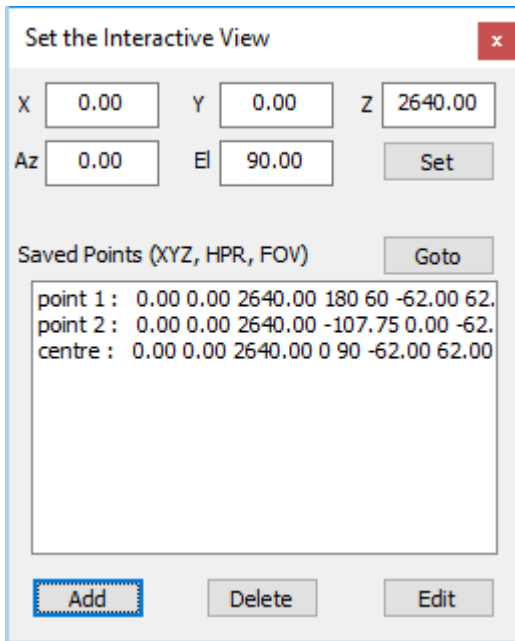 Set the Interactive View x
X 0.00 Y 0.00 Z 2640.00
Az 0.00 El 90.00 Set
Saved Points (XYZ, HPR, FOV) Goto
point 1 : 0.00 0.00 2640.00 180 60 -62.00 62.
point 2 : 0.00 0.00 2640.00 -107.75 0.00 -62.
centre : 0.00 0.00 2640.00 0 90 -62.00 62.00
Add Delete Edit